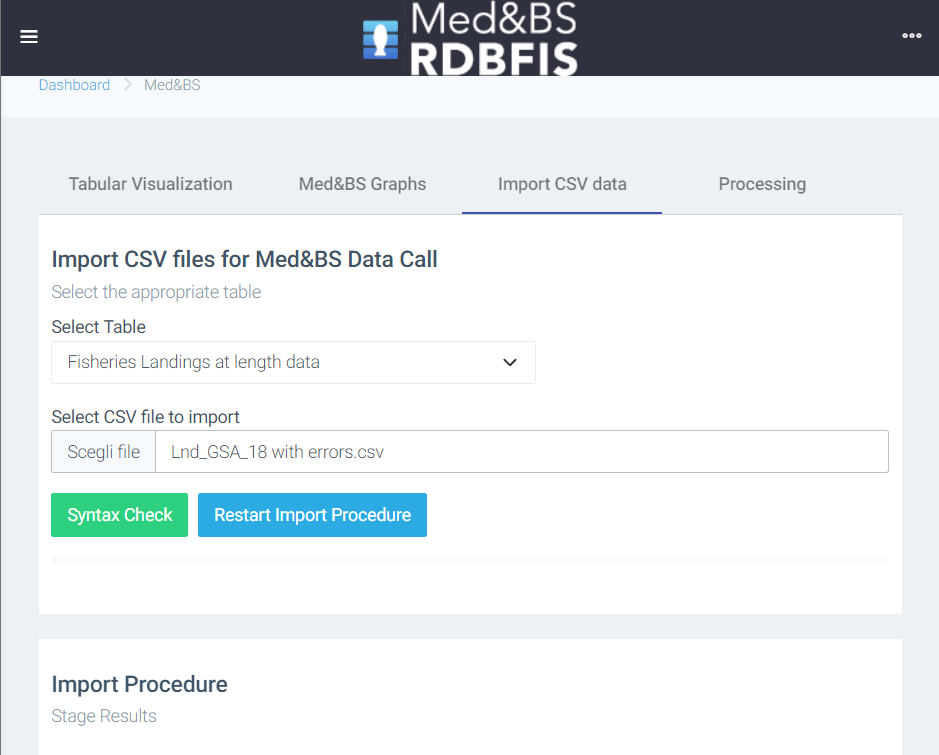 Med&BS
RDBFIS
Dashboard > Med&BS
Tabular Visualization Med&BS Graphs Import CSV data Processing
Import CSV files for Med&BS Data Call
Select the appropriate table
Select Table
Fisheries Landings at length data
Select CSV file to import
Scegli file Lnd_GSA_18 with errors.csv
Syntax Check Restart Import Procedure
Import Procedure
Stage Results